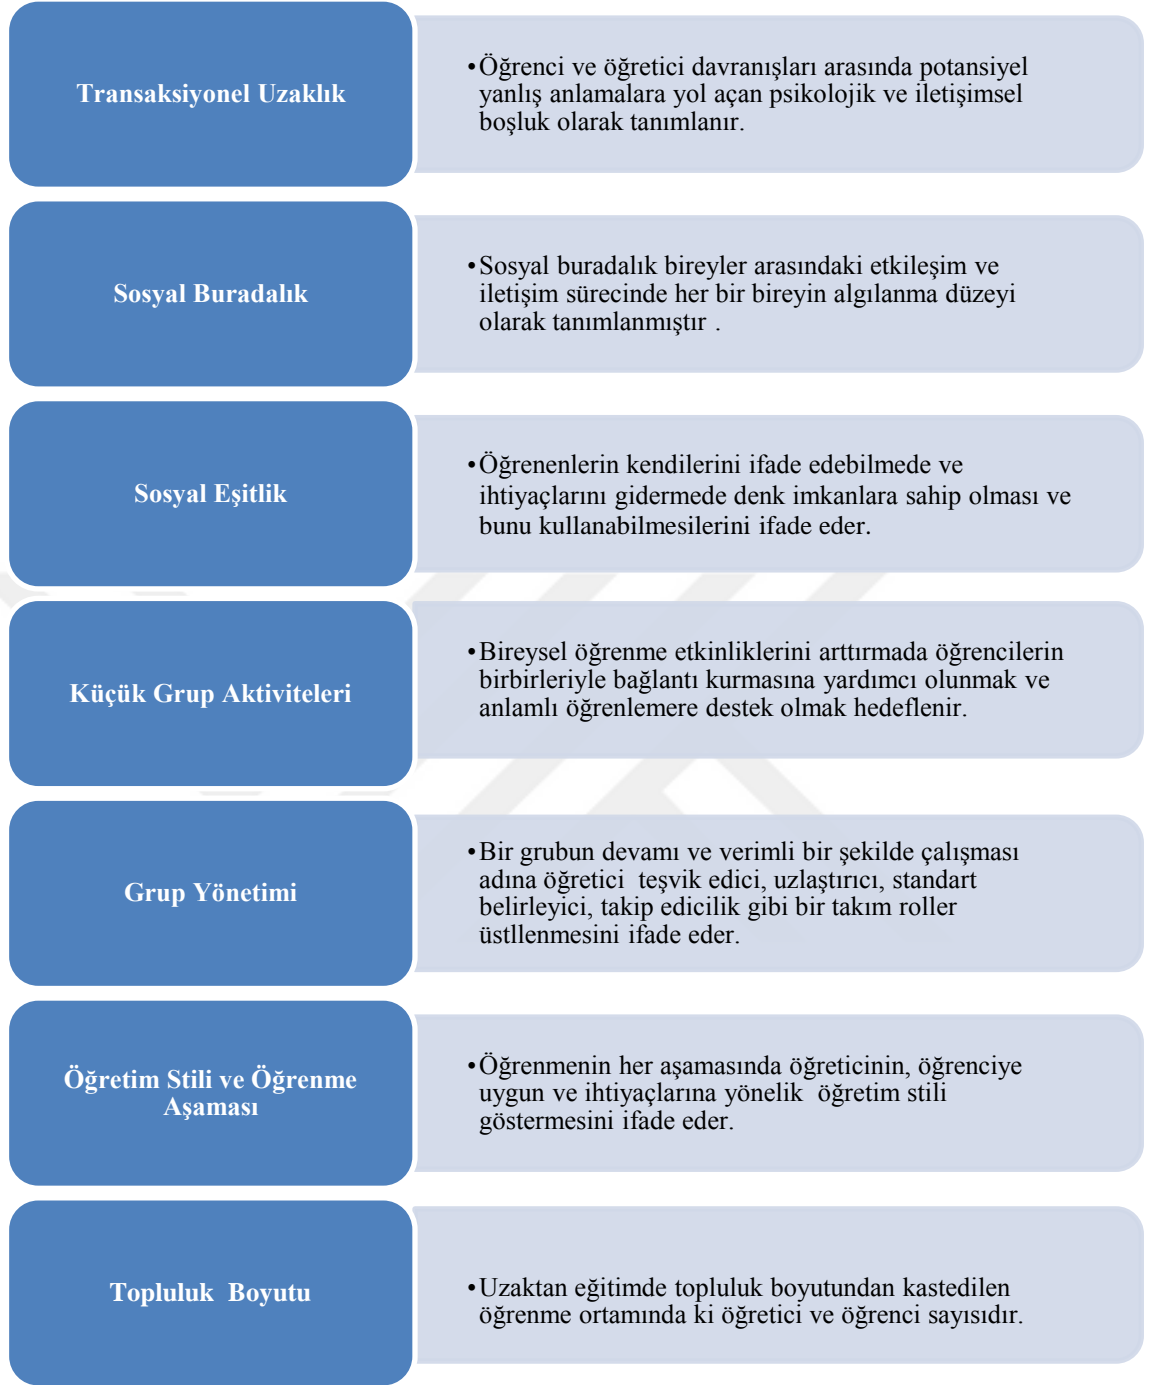 Transaksiyonel Uzaklık
•Öğrenci ve öğretici davranışları arasında potansiyel
yanlış anlamalara yol açan psikolojik ve iletişimsel
boşluk olarak tanımlanır.
Sosyal Buradalık
•Sosyal buradalık bireyler arasındaki etkileşim ve
iletişim sürecinde her bir bireyin algılanma düzeyi
olarak tanımlanmıştır .
Sosyal Eşitlik
•Öğrenenlerin kendilerini ifade edebilmede ve
ihtiyaçlarını gidermede denk imkanlara sahip olması ve
bunu kullanabilmesilerini ifade eder.
Küçük Grup Aktiviteleri
•Bireysel öğrenme etkinliklerini arttırmada öğrencilerin
birbirleriyle bağlantı kurmasına yardımcı olunmak ve
anlamlı öğrenlemere destek olmak hedeflenir.
Grup Yönetimi
•Bir grubun devamı ve verimli bir şekilde çalışması
adına öğretici  teşvik edici, uzlaştırıcı, standart
belirleyici, takip edicilik gibi bir takım roller
üstllenmesini ifade eder.
Öğretim Stili ve Öğrenme
Aşaması
•Öğrenmenin her aşamasında öğreticinin, öğrenciye
uygun ve ihtiyaçlarına yönelik  öğretim stili
göstermesini ifade eder.
Topluluk  Boyutu
•Uzaktan eğitimde topluluk boyutundan kastedilen
öğrenme ortamında ki öğretici ve öğrenci sayısıdır.